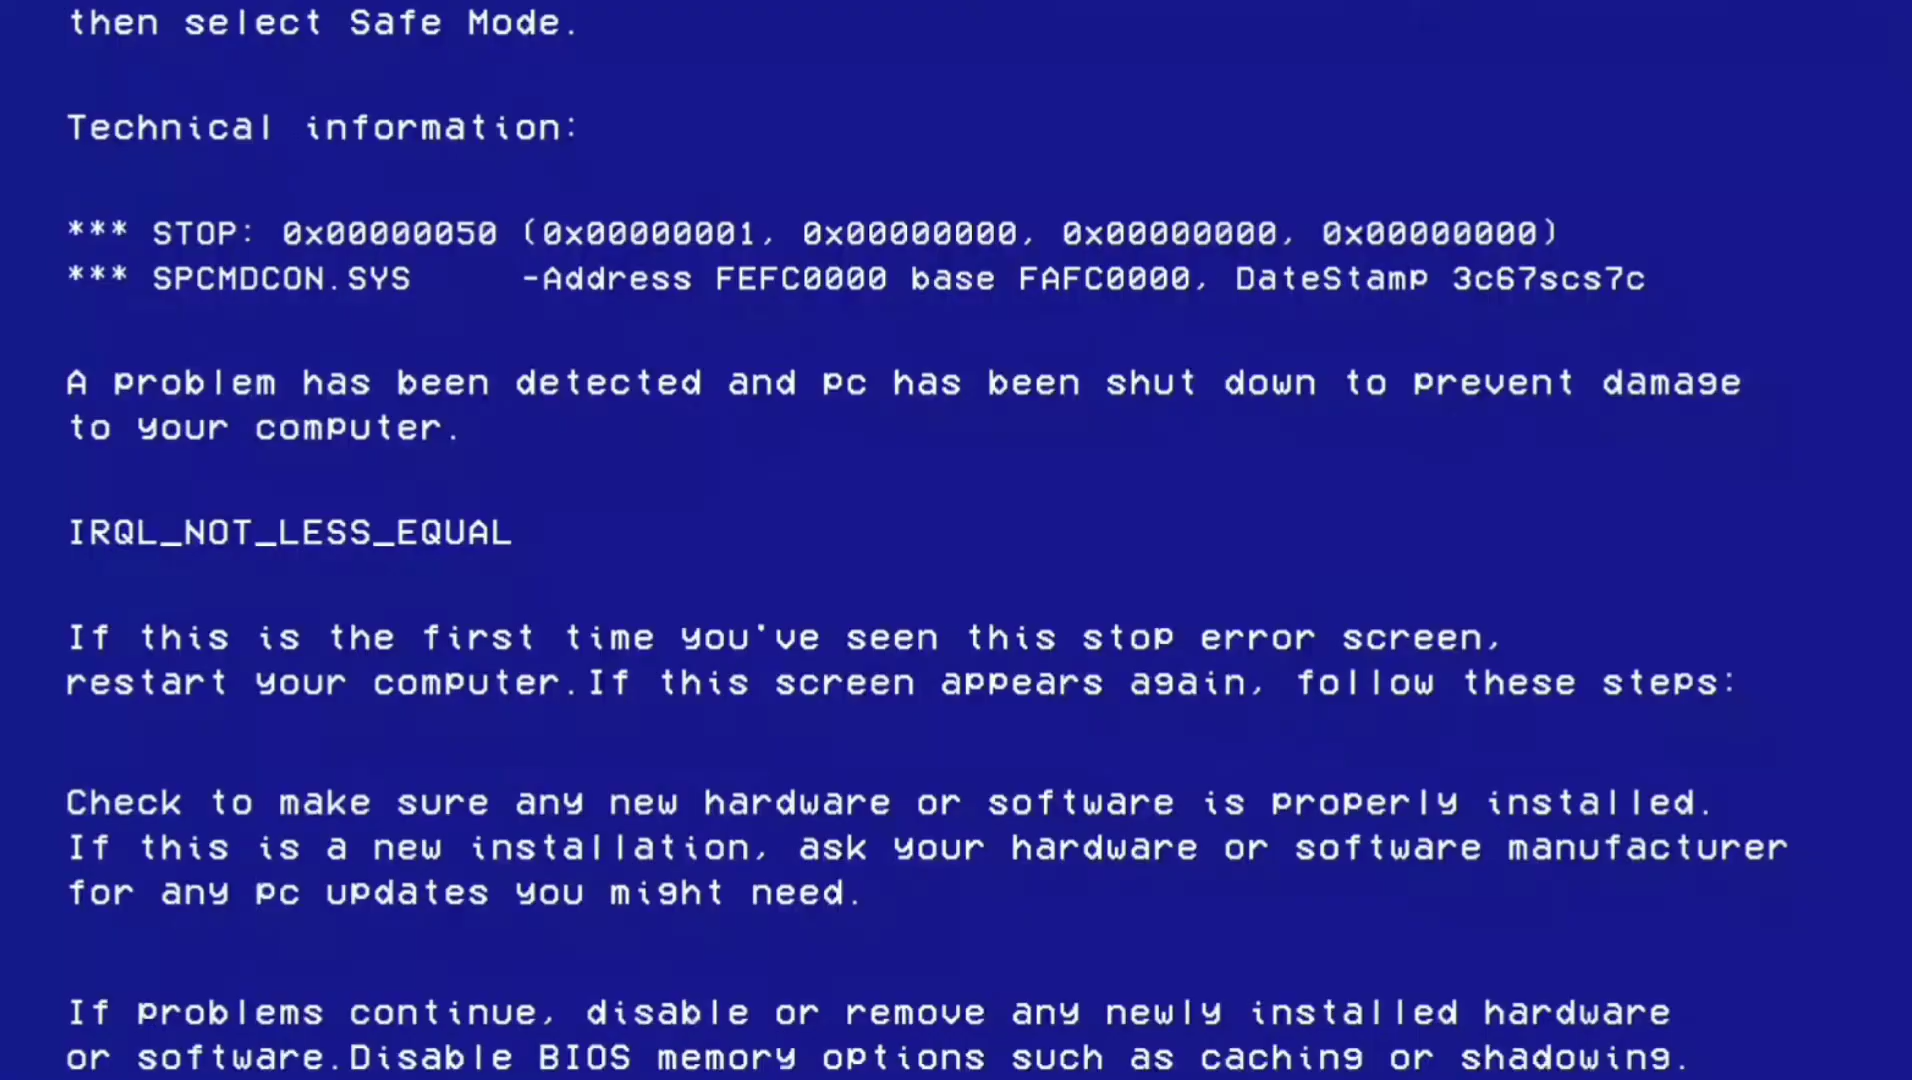 then select Safe Mode.
Technical information:
*** STOP: 0x00000050 (0x00000001, 0x00000000, 0x00000000, 0x00000000)
*** SPCMDCON.SYS -Address FEFC0000 base FAFC0000, DateStamp 3c67scs7c
A problem has been detected and pc has been shut down to prevent damage
to your computer.
IRQL_NOT_LESS_EQUAL
If this is the first time you've seen this stop error screen,
restart your computer.If this screen appears again, follow these steps:
Check to make sure any new hardware or software is properly installed.
If this is a new installation, ask your hardware or software manufacturer
for any pc updates you might need.
If problems continue, disable or remove any newly installed hardware
or software.Disable BIOS memory options such as caching or shadowing.